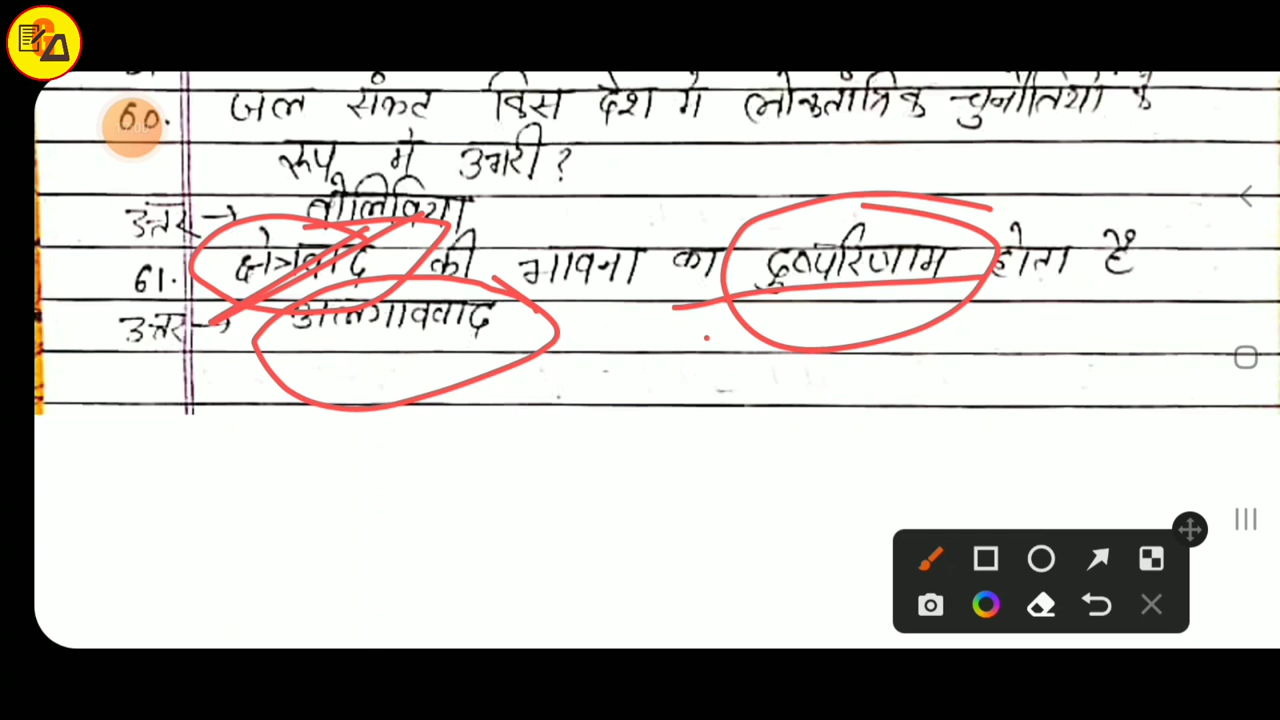 60. जल संकट किस देश मे लोकतांत्रिक चुनौतियों के
रूप मे उभरी ?
उत्तर → बोलिविया
61. क्षेत्रवाद की भावना का दुष्परिणाम होता है
उत्तर → अलगाववाद